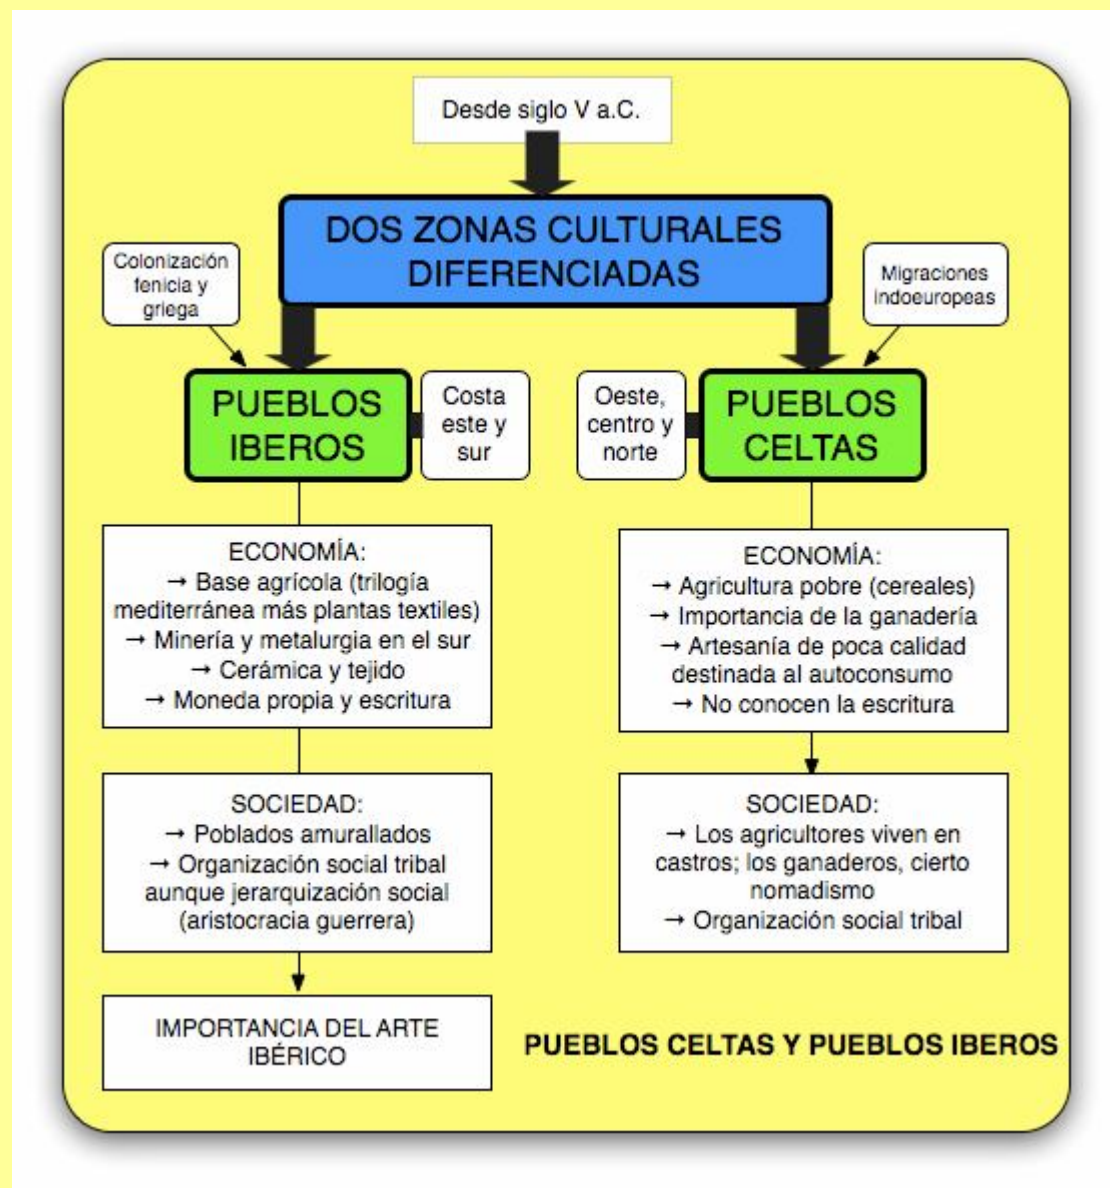 Desde siglo V a.C.
DOS ZONAS CULTURALES
DIFERENCIADAS
Colonización
fenicia y
griega
Migraciones
indoeuropeas
PUEBLOS
IBEROS
Costa
este y
sur
Oeste,
centro y
norte
PUEBLOS
CELTAS
ECONOMÍA:
→ Base agrícola (trilogía
mediterránea más plantas textiles)
→ Minería y metalurgia en el sur
→ Cerámica y tejido
→ Moneda propia y escritura
ECONOMÍA:
→ Agricultura pobre (cereales)
→ Importancia de la ganadería
→ Artesanía de poca calidad
destinada al autoconsumo
→ No conocen la escritura
SOCIEDAD:
→ Poblados amurallados
→ Organización social tribal
aunque jerarquización social
(aristocracia guerrera)
SOCIEDAD:
→ Los agricultores viven en
castros; los ganaderos, cierto
nomadismo
→ Organización social tribal
IMPORTANCIA DEL ARTE
IBÉRICO
PUEBLOS CELTAS Y PUEBLOS IBEROS